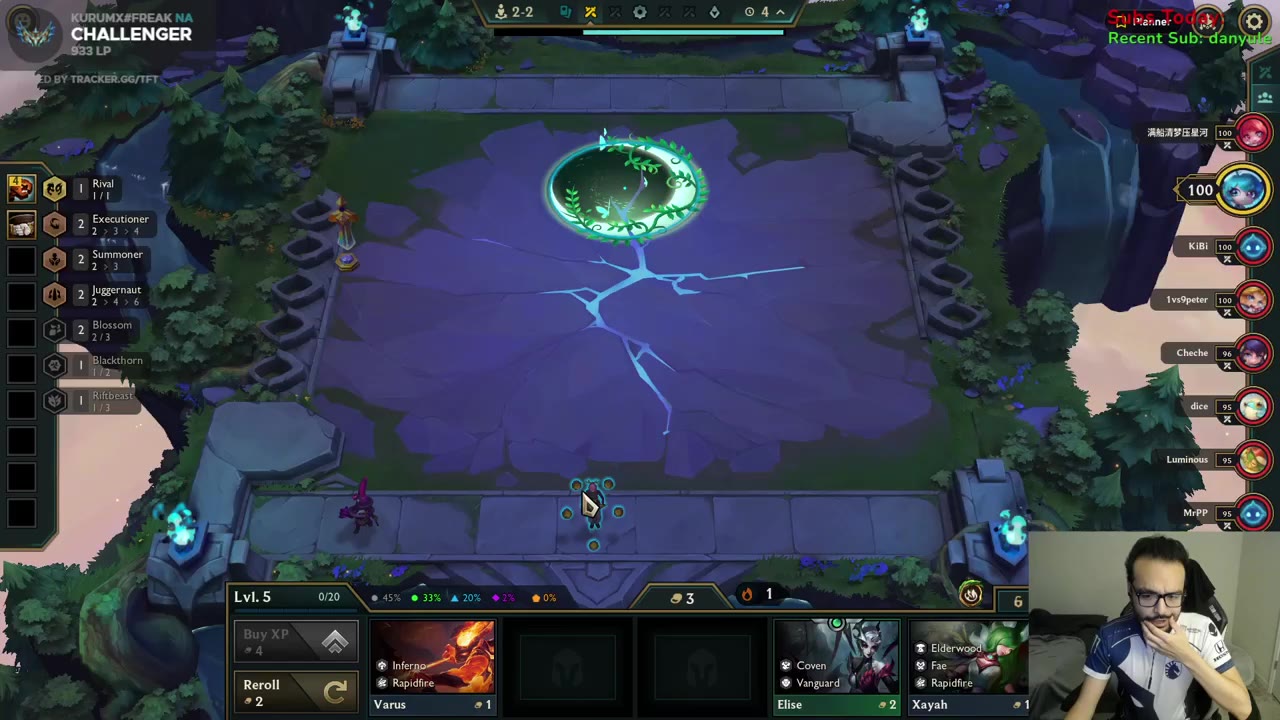 KURUMX#FREAK NA
CHALLENGER
933 LP
ED BY TRACKER.GG/TFT
2-2
4
Subs Today
Planner
Recent Sub: danyule
满船清梦压星河 100
100
KiBi 100
1vs9peter 100
Cheche 96
dice 95
Luminous 95
MrPP 95
4
1 Rival
1 / 1
2 Executioner
2 > 3 > 4
2 Summoner
2 > 3
2 Juggernaut
2 > 4 > 6
2 Blossom
2 / 3
1 Blackthorn
1 / 2
1 Riftbeast
1 / 3
Lvl. 5 0/20
45% 33% 20% 2% 0%
3
1
6
Buy XP
4
Reroll
2
Inferno
Rapidfire
Varus 1
Coven
Vanguard
Elise 2
Elderwood
Fae
Rapidfire
Xayah 1